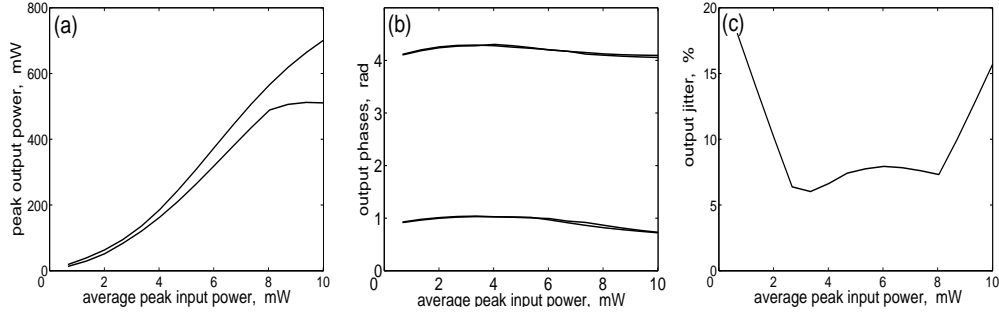 (a)
peak output power, mW
800
600
400
200
0
0 2 4 6 8 10
average peak input power, mW
(b)
output phases, rad
4
3
2
1
0
0 2 4 6 8 10
average peak input power, mW
(c)
output jitter, %
20
15
10
5
0
0 2 4 6 8 10
average peak input power, mW